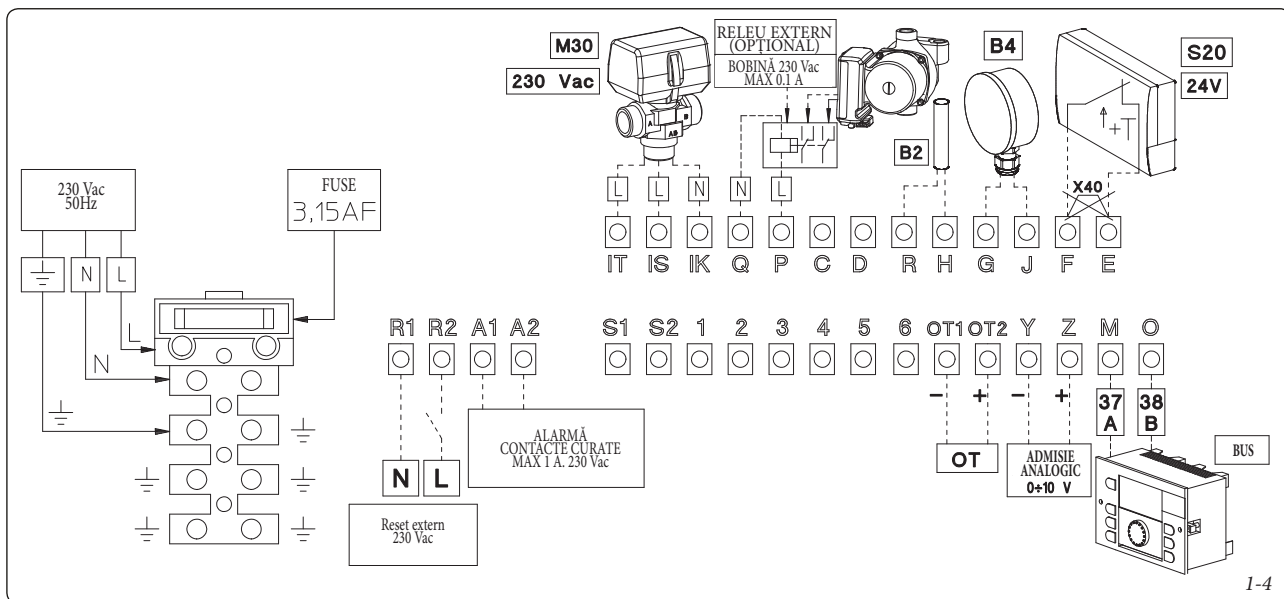 M30
230 Vac
RELEU EXTERN
(OPȚIONAL)
BOBINĂ 230 Vac
MAX 0.1 A
B2
B4
S20
24V
+T
A
B
AB
X40
L
L
N
N
L
IT
IS
IK
Q
P
C
D
R
H
G
J
F
E
230 Vac
50Hz
FUSE
3,15AF
N
L
L
N
R1
R2
A1
A2
S1
S2
1
2
3
4
5
6
OT1
OT2
Y
Z
M
O
-
+
-
+
37
A
38
B
N
L
ALARMĂ
CONTACTE CURATE
MAX 1 A. 230 Vac
Reset extern
230 Vac
OT
ADMISIE
ANALOGIC
0÷10 V
BUS
1-4